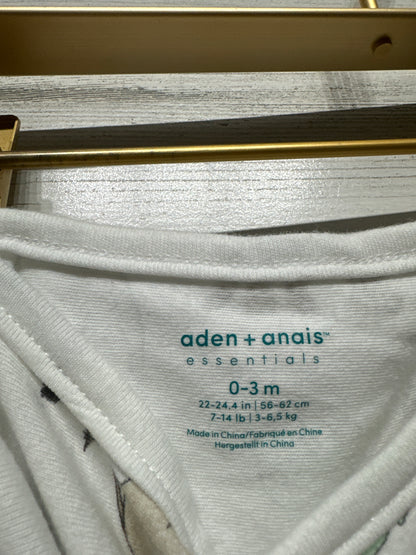 aden + anais™
essentials
0-3 m
22-24,4 in | 56-62 cm
7-14 lb | 3-6,5 kg
Made in China/Fabriqué en Chine
Hergestellt in China